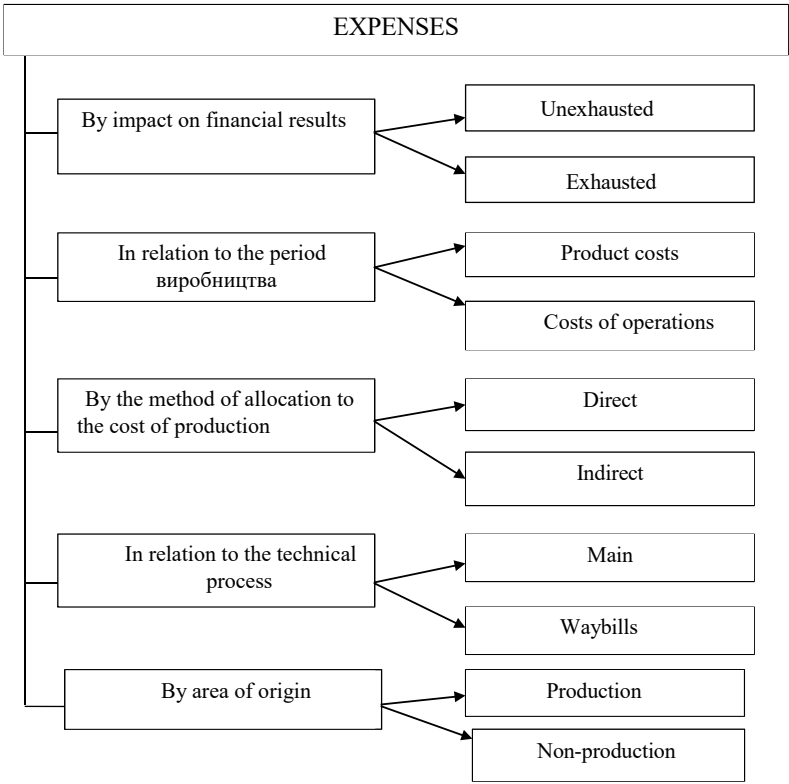 EXPENSES
By impact on financial results
Unexhausted
Exhausted
In relation to the period
виробництва
Product costs
Costs of operations
By the method of allocation to
the cost of production
Direct
Indirect
In relation to the technical
process
Main
Waybills
By area of origin
Production
Non-production